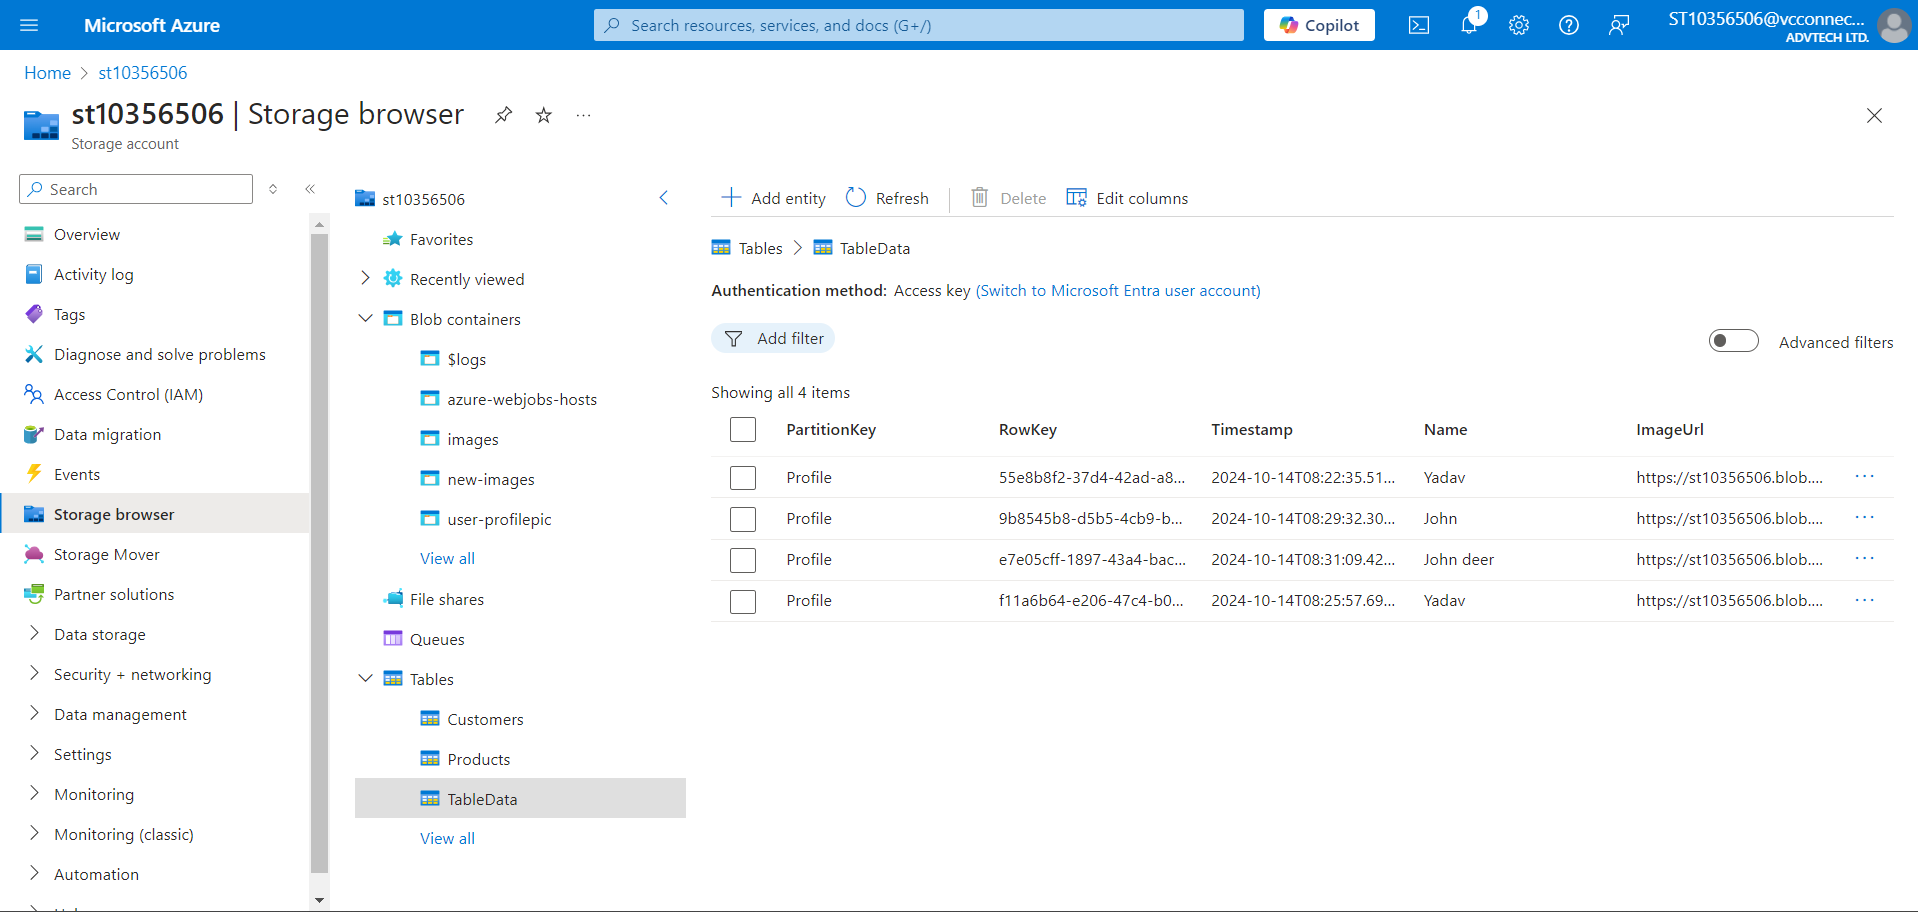 Microsoft Azure
Search resources, services, and docs (G+/)
Copilot
1
ST10356506@vcconnec...
ADVTECH LTD.
Home > st10356506
st10356506 | Storage browser
Storage account
Search
Overview
Activity log
Tags
Diagnose and solve problems
Access Control (IAM)
Data migration
Events
Storage browser
Storage Mover
Partner solutions
Data storage
Security + networking
Data management
Settings
Monitoring
Monitoring (classic)
Automation
st10356506
Favorites
Recently viewed
Blob containers
$logs
azure-webjobs-hosts
images
new-images
user-profilepic
View all
File shares
Queues
Tables
Customers
Products
TableData
View all
Add entity Refresh Delete Edit columns
Tables > TableData
Authentication method: Access key (Switch to Microsoft Entra user account)
Add filter
Advanced filters
Showing all 4 items
PartitionKey RowKey Timestamp Name ImageUrl
Profile 55e8b8f2-37d4-42ad-a8... 2024-10-14T08:22:35.51... Yadav https://st10356506.blob....
Profile 9b8545b8-d5b5-4cb9-b... 2024-10-14T08:29:32.30... John https://st10356506.blob....
Profile e7e05cff-1897-43a4-bac... 2024-10-14T08:31:09.42... John deer https://st10356506.blob....
Profile f11a6b64-e206-47c4-b0... 2024-10-14T08:25:57.69... Yadav https://st10356506.blob....